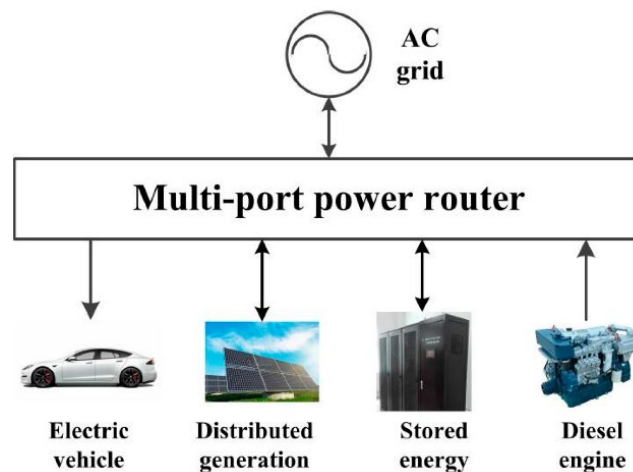 AC
grid
Multi-port power router
Electric
vehicle
Distributed
generation
Stored
energy
Diesel
engine